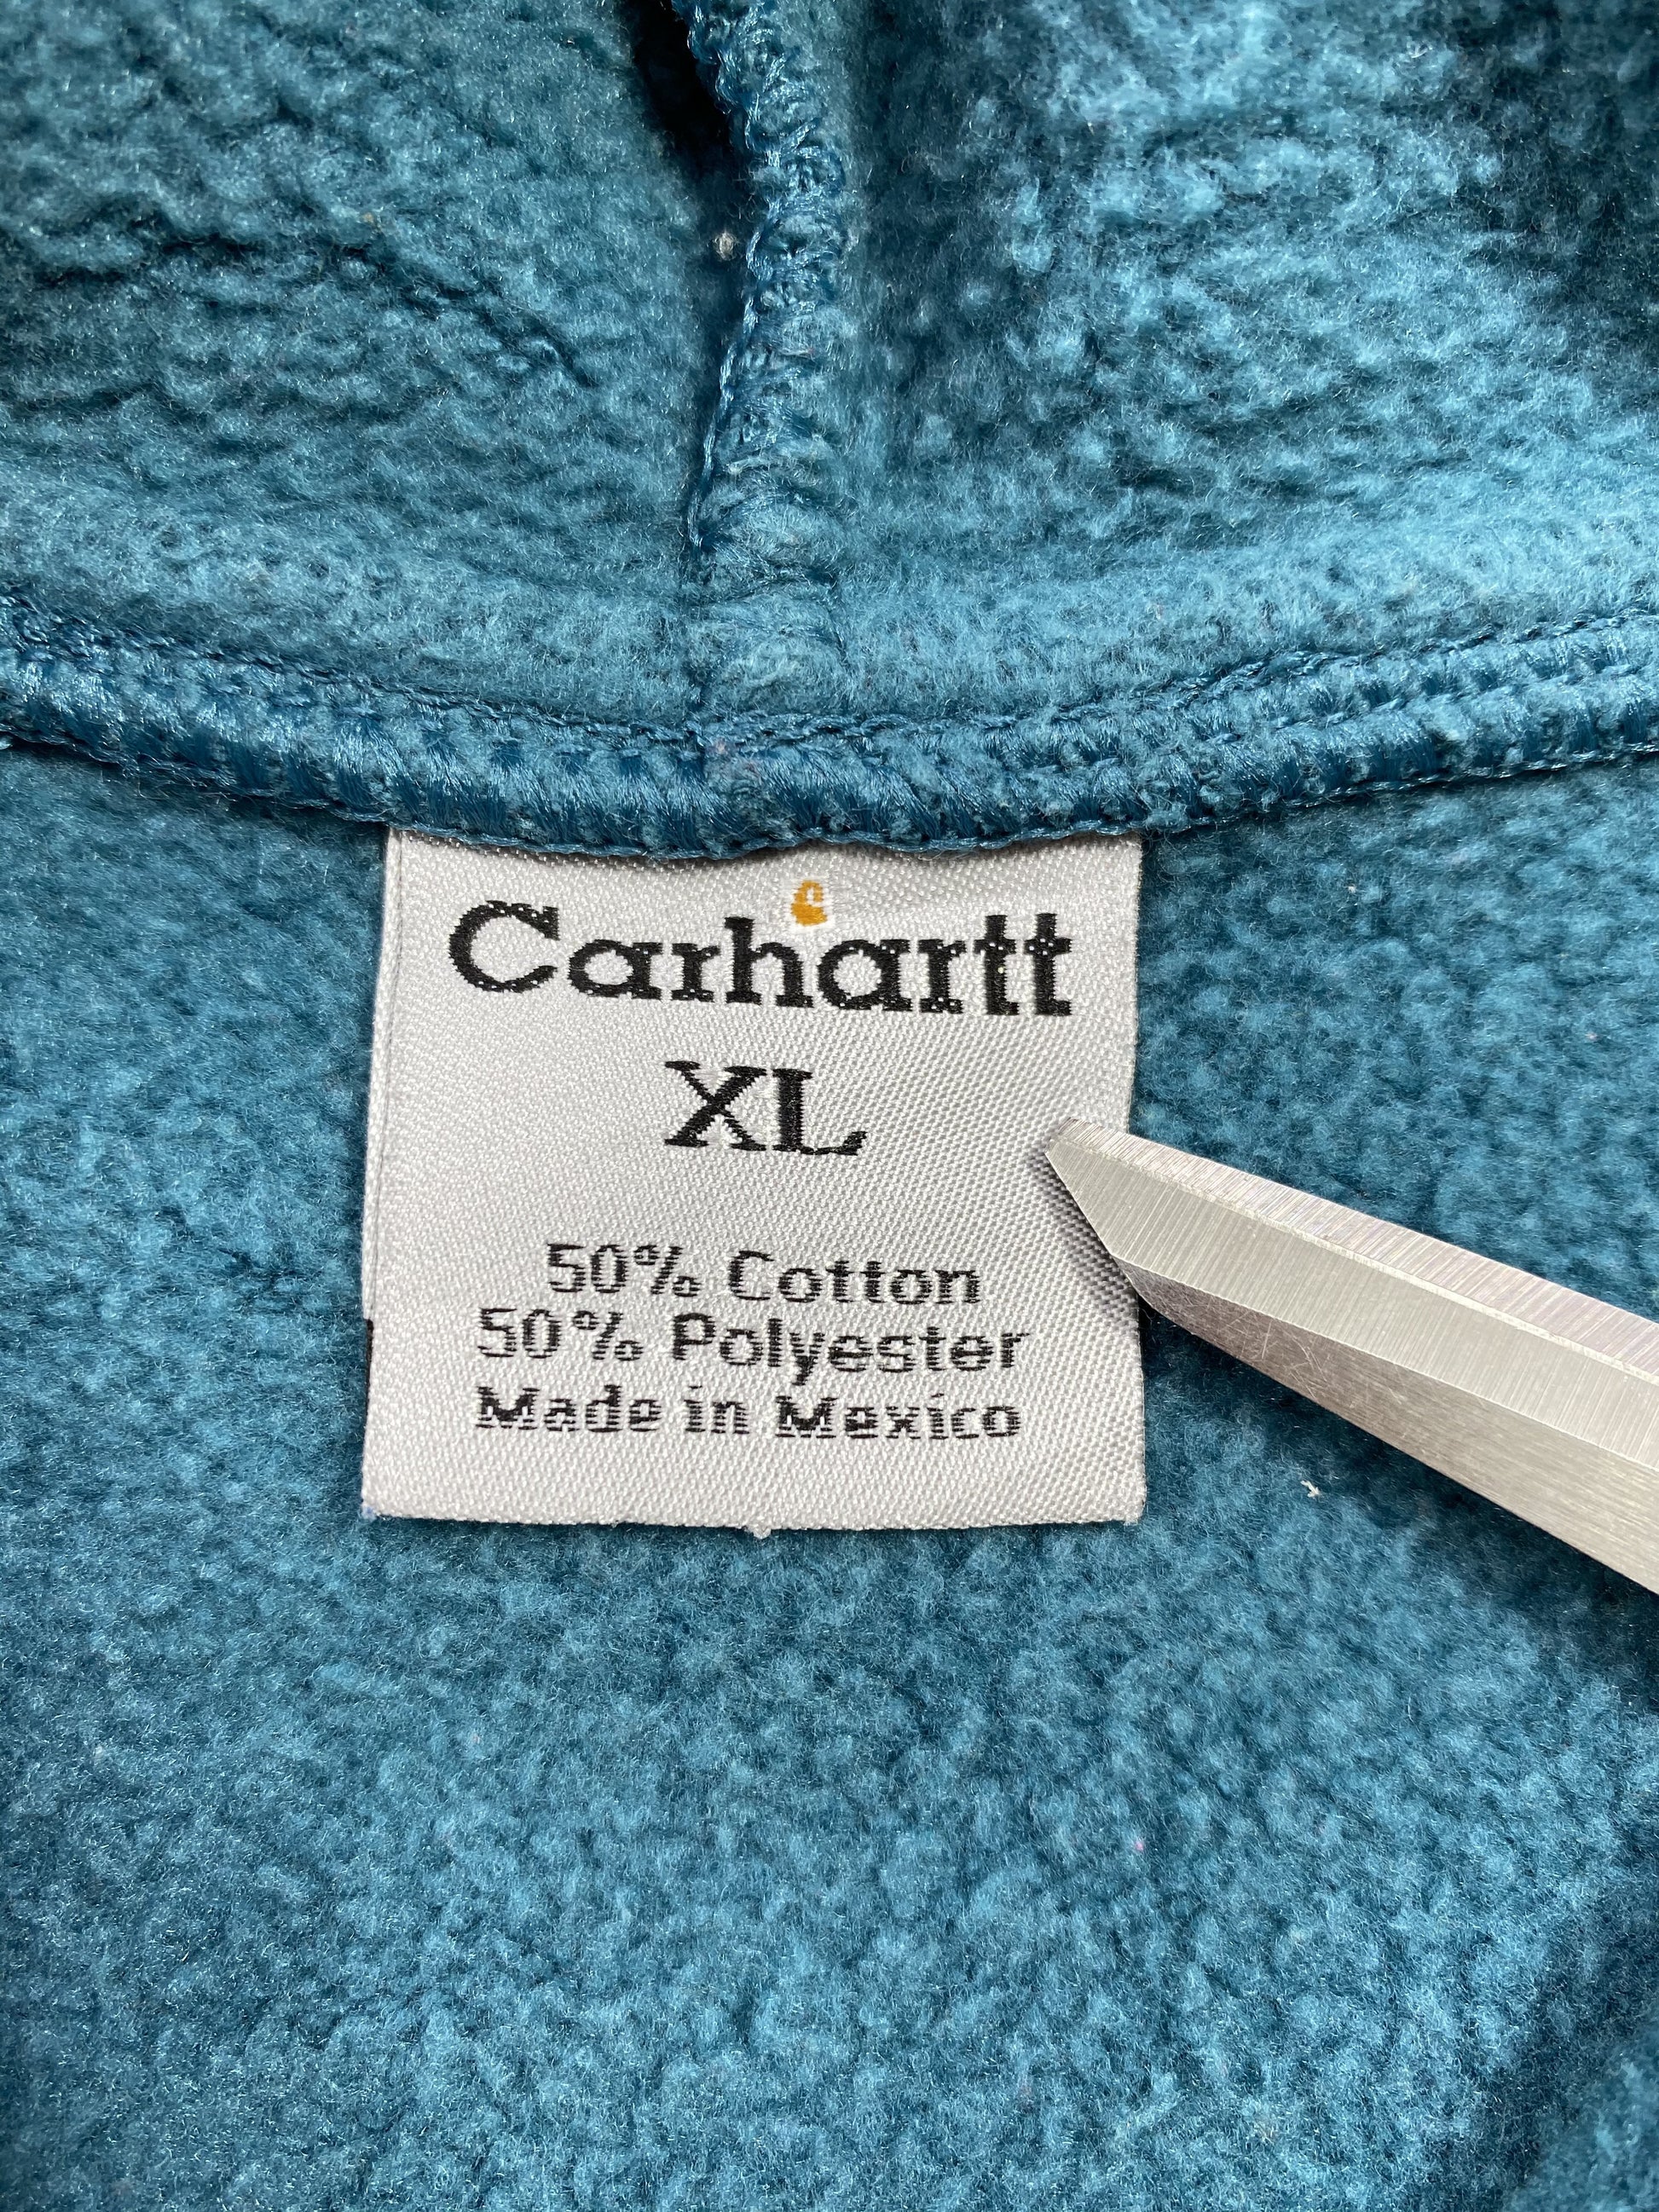 Carhartt
XL
50% Cotton
50% Polyester
Made in Mexico